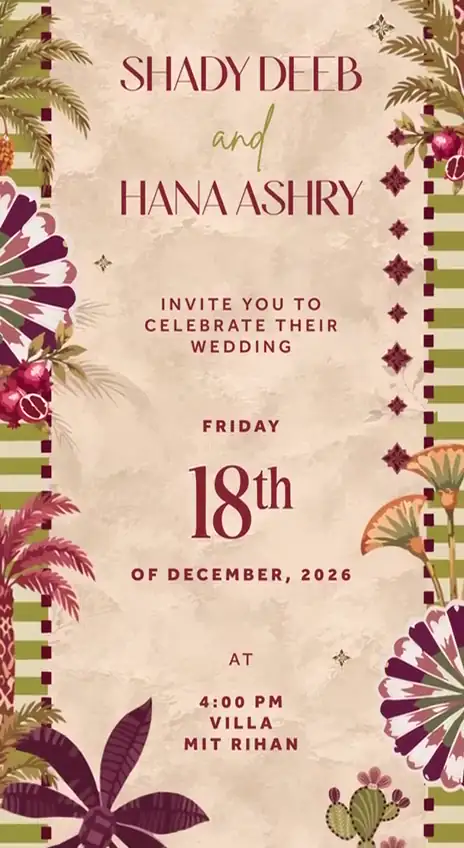 SHADY DEEB
and
HANA ASHRY
INVITE YOU TO
CELEBRATE THEIR
WEDDING
FRIDAY
18th
OF DECEMBER, 2026
AT
4:00 PM
VILLA
MIT RIHAN